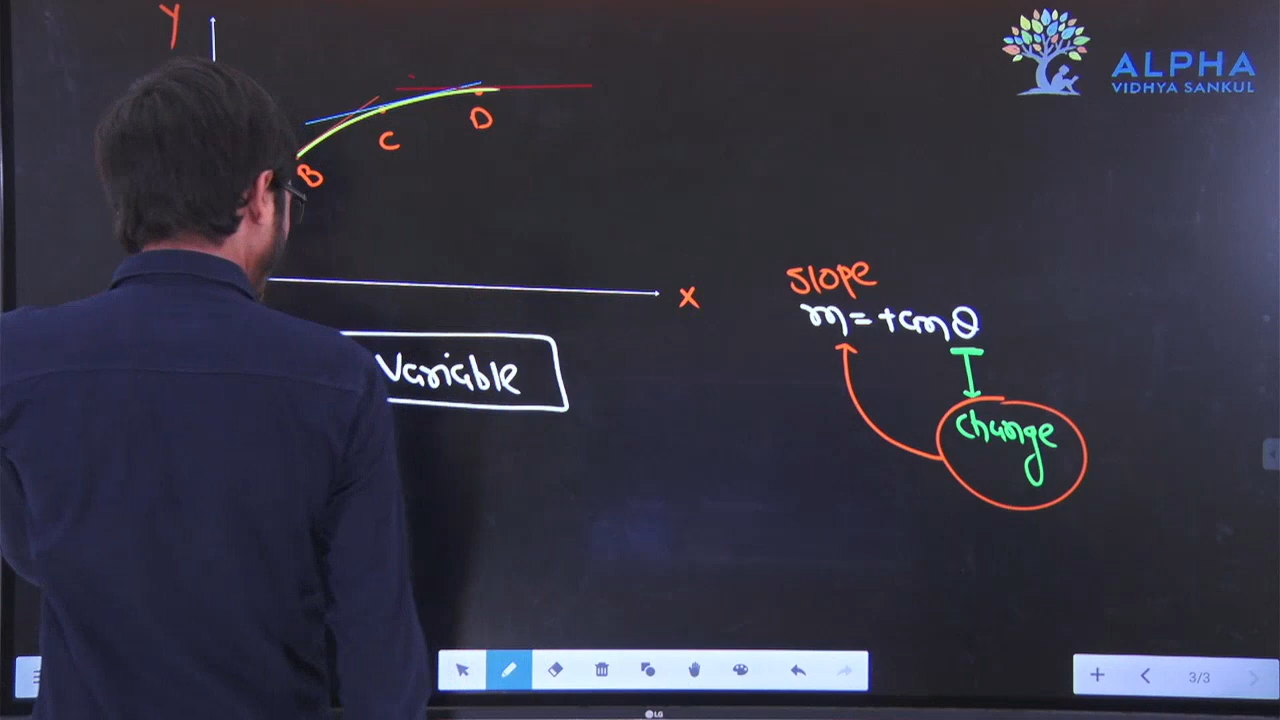 Y
ALPHA
VIDHYA SANKUL
B
C
D
X
Slope
m = tanθ
Variable
change
3/3
LG